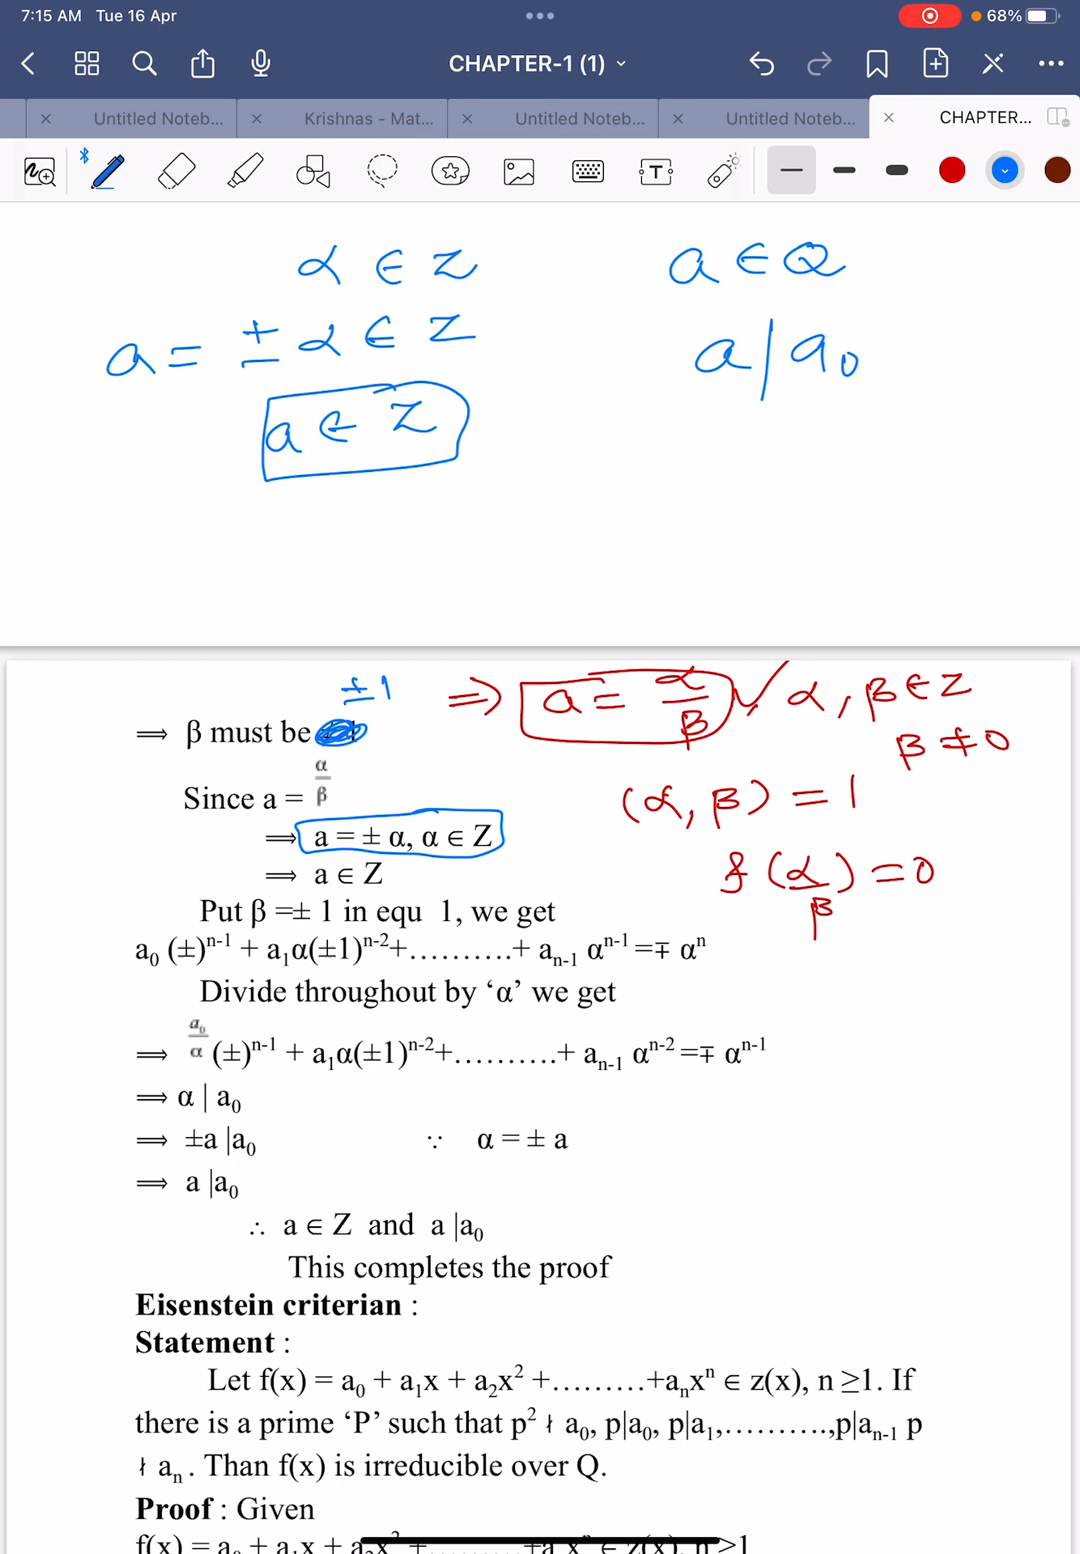 7:15 AM Tue 16 Apr
68%
CHAPTER-1 (1)
Untitled Noteb... Krishnas - Mat... Untitled Noteb... Untitled Noteb... CHAPTER...
T
α ∈ Z a ∈ Q
a = ± α ∈ Z a / a₀
a ∈ Z
±1 ⇒ a = α/β ✓, α, β ∈ Z
⟹ β must be β ≠ 0
Since a = α/β (α, β) = 1
⟹ a = ± α, α ∈ Z
⟹ a ∈ Z f(α/β) = 0
Put β =± 1 in equ 1, we get
a₀ (±)ⁿ⁻¹ + a₁α(±1)ⁿ⁻²+..........+ aₙ₋₁ αⁿ⁻¹ =∓ αⁿ
Divide throughout by ‘α’ we get
⟹ a₀/α (±)ⁿ⁻¹ + a₁α(±1)ⁿ⁻²+..........+ aₙ₋₁ αⁿ⁻² =∓ αⁿ⁻¹
⟹ α | a₀
⟹ ±a |a₀ ∵ α = ± a
⟹ a |a₀
∴ a ∈ Z and a |a₀
This completes the proof
Eisenstein criterian :
Statement :
Let f(x) = a₀ + a₁x + a₂x² +.........+aₙxⁿ ∈ z(x), n ≥1. If
there is a prime ‘P’ such that p² ∤ a₀, p|a₀, p|a₁,..........,p|aₙ₋₁ p
∤ aₙ . Than f(x) is irreducible over Q.
Proof : Given
f(x) = a₀ + a₁x + a₂x² +.........+aₙxⁿ ∈ z(x), n ≥1